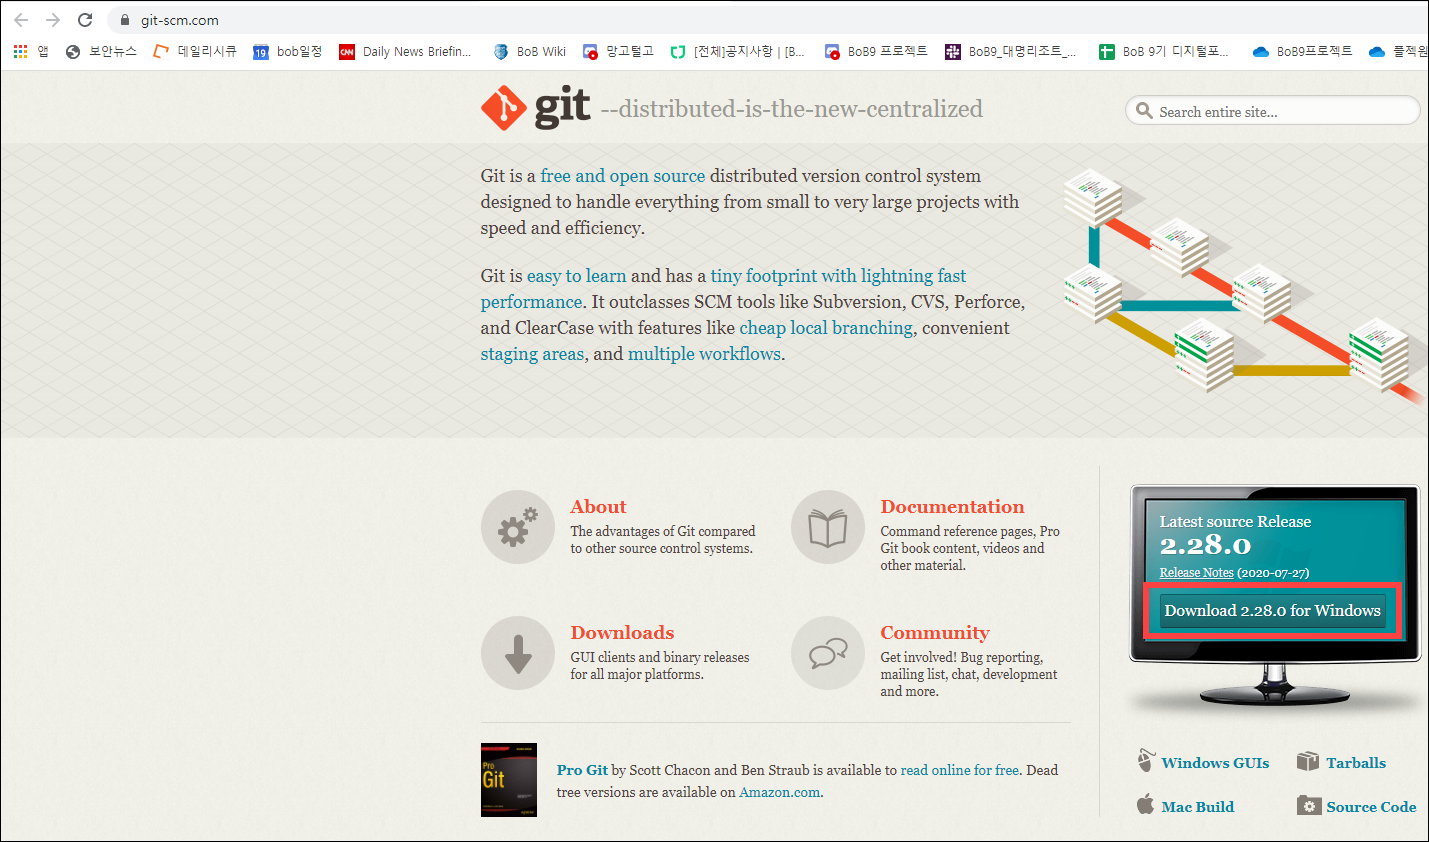 git-scm.com
앱
보안뉴스
데일리시큐
19
bob일정
CNN
Daily News Briefin...
BoB Wiki
망고털고
[전체]공지사항 | [B...
BoB9 프로젝트
BoB9_대명리조트_...
BoB 9기 디지털포...
BoB9프로젝트
플젝원
git --distributed-is-the-new-centralized
Search entire site...
Git is a free and open source distributed version control system
designed to handle everything from small to very large projects with
speed and efficiency.
Git is easy to learn and has a tiny footprint with lightning fast
performance. It outclasses SCM tools like Subversion, CVS, Perforce,
and ClearCase with features like cheap local branching, convenient
staging areas, and multiple workflows.
About
The advantages of Git compared
to other source control systems.
Documentation
Command reference pages, Pro
Git book content, videos and
other material.
Downloads
GUI clients and binary releases
for all major platforms.
Community
Get involved! Bug reporting,
mailing list, chat, development
and more.
Pro
Git
Pro Git by Scott Chacon and Ben Straub is available to read online for free. Dead
tree versions are available on Amazon.com.
Latest source Release
2.28.0
Release Notes (2020-07-27)
Download 2.28.0 for Windows
Windows GUIs
Tarballs
Mac Build
Source Code